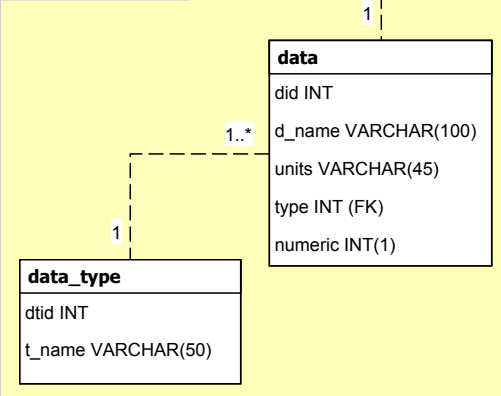 1
data
did INT
d_name VARCHAR(100)
units VARCHAR(45)
type INT (FK)
numeric INT(1)
1..*
1
data_type
dtid INT
t_name VARCHAR(50)